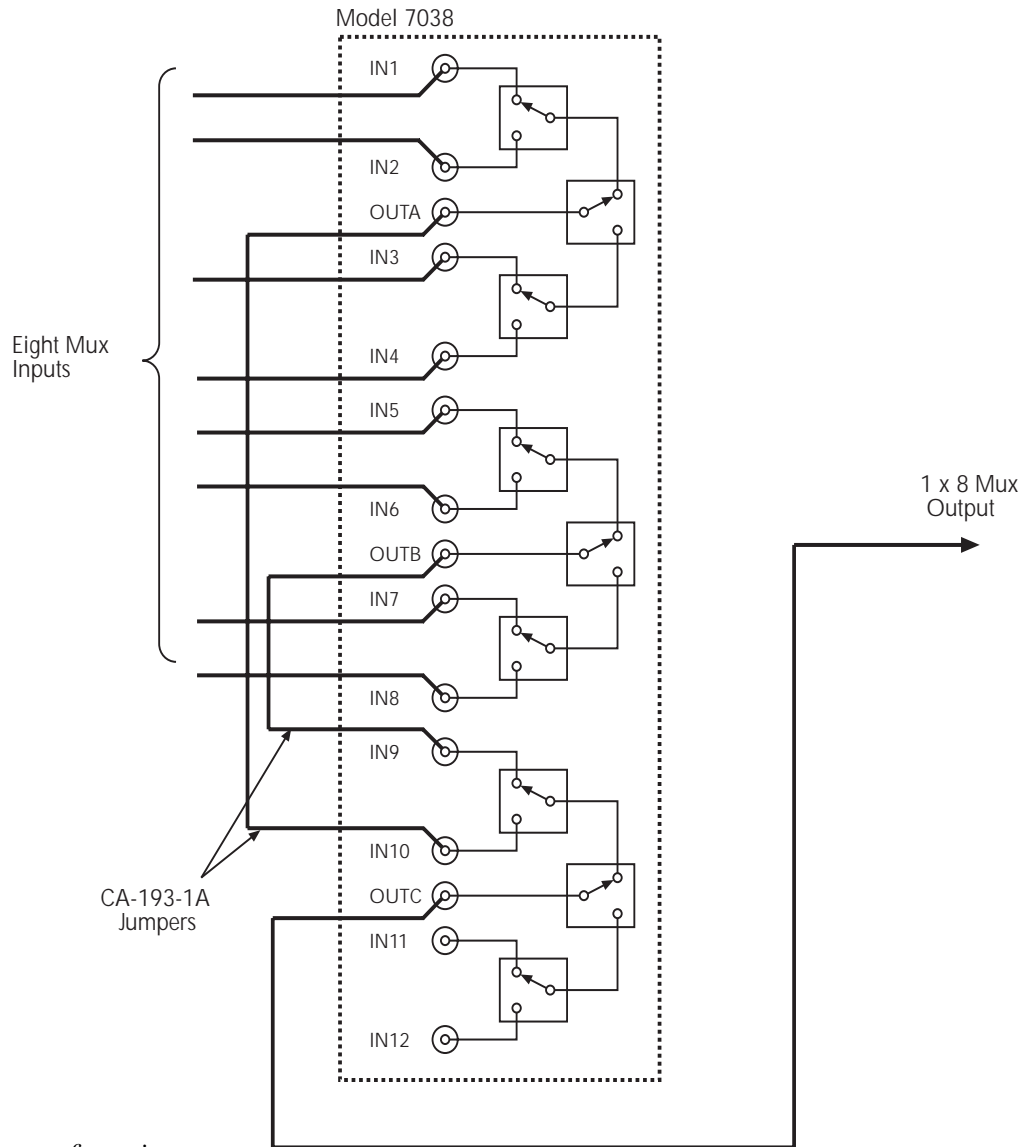 Model 7038
IN1
IN2
OUTA
IN3
Eight Mux
Inputs
IN4
IN5
1 x 8 Mux
Output
IN6
OUTB
IN7
IN8
IN9
IN10
CA-193-1A
Jumpers
OUTC
IN11
IN12